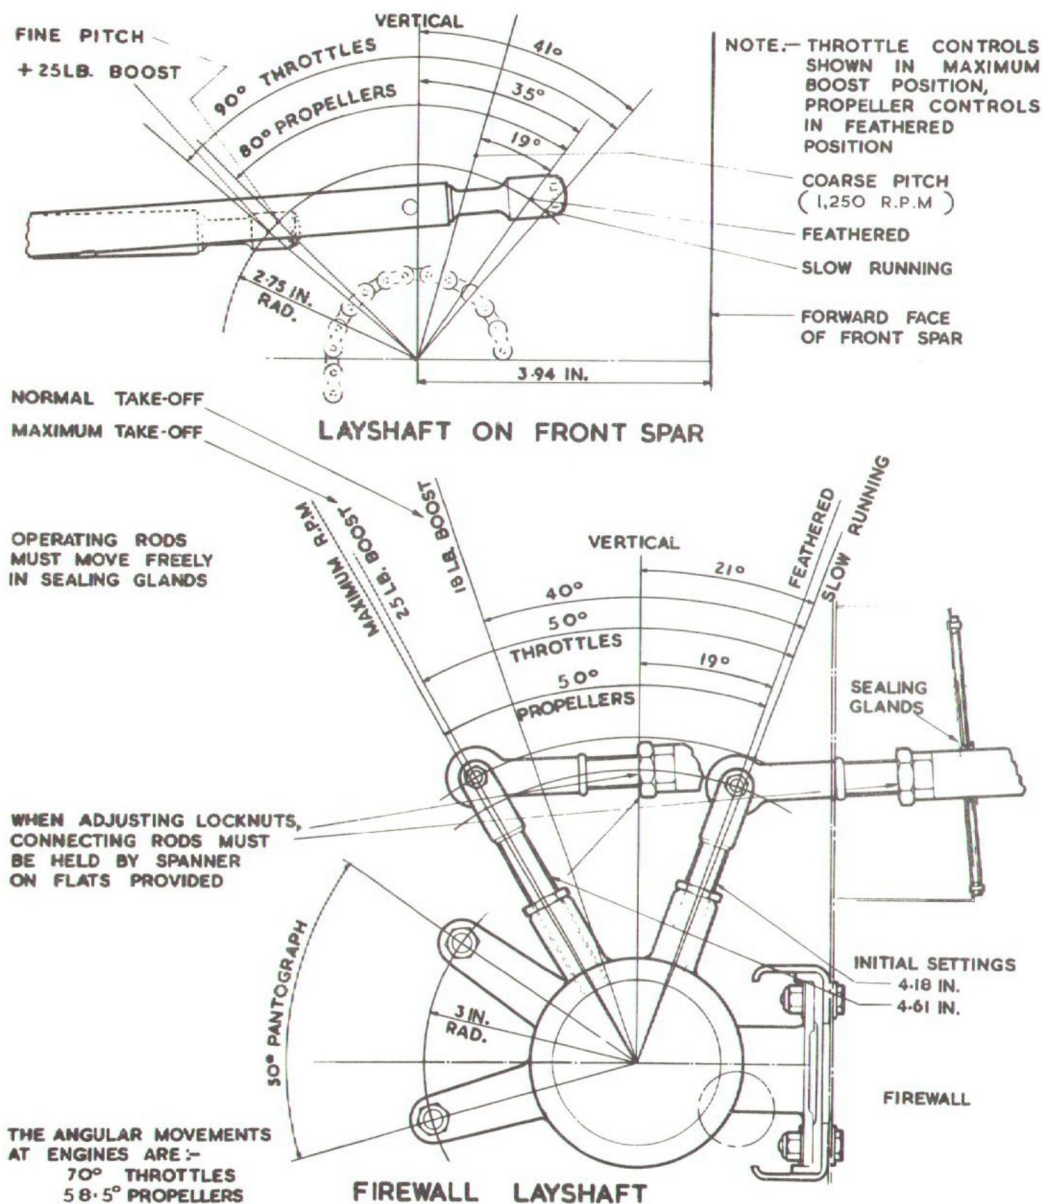 VERTICAL
FINE PITCH
+ 25LB. BOOST
90° THROTTLES
80° PROPELLERS
41°
35°
19°
NOTE.— THROTTLE CONTROLS
SHOWN IN MAXIMUM
BOOST POSITION,
PROPELLER CONTROLS
IN FEATHERED
POSITION
COARSE PITCH
(1,250 R.P.M)
FEATHERED
SLOW RUNNING
FORWARD FACE
OF FRONT SPAR
2·75 IN.
RAD.
3·94 IN.
LAYSHAFT ON FRONT SPAR
NORMAL TAKE-OFF
MAXIMUM TAKE-OFF
OPERATING RODS
MUST MOVE FREELY
IN SEALING GLANDS
MAXIMUM R.P.M
25 LB. BOOST
18 LB. BOOST
VERTICAL
FEATHERED
SLOW RUNNING
21°
40°
50°
THROTTLES
19°
50°
PROPELLERS
SEALING
GLANDS
WHEN ADJUSTING LOCKNUTS,
CONNECTING RODS MUST
BE HELD BY SPANNER
ON FLATS PROVIDED
50° PANTOGRAPH
3 IN.
RAD.
INITIAL SETTINGS
4·18 IN.
4·61 IN.
FIREWALL
THE ANGULAR MOVEMENTS
AT ENGINES ARE:–
70° THROTTLES
58·5° PROPELLERS
FIREWALL LAYSHAFT